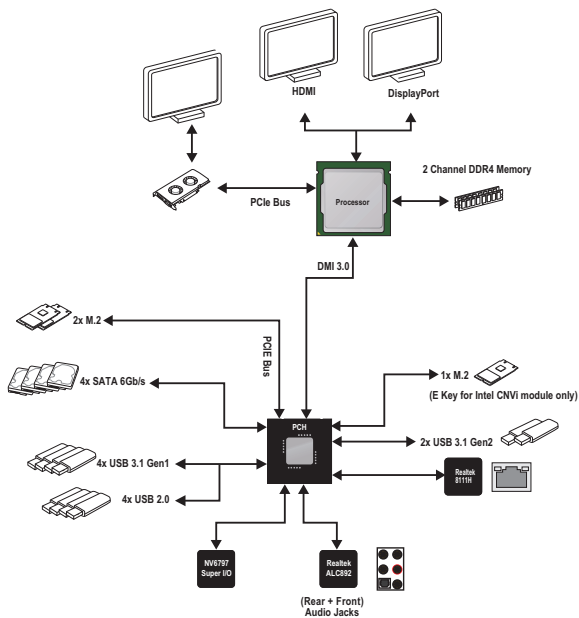 HDMI
DisplayPort
2 Channel DDR4 Memory
PCIe Bus
Processor
DMI 3.0
2x M.2
PCIE Bus
4x SATA 6Gb/s
1x M.2
(E Key for Intel CNVi module only)
PCH
2x USB 3.1 Gen2
4x USB 3.1 Gen1
Realtek
8111H
4x USB 2.0
NV6797
Super I/O
Realtek
ALC892
(Rear + Front)
Audio Jacks